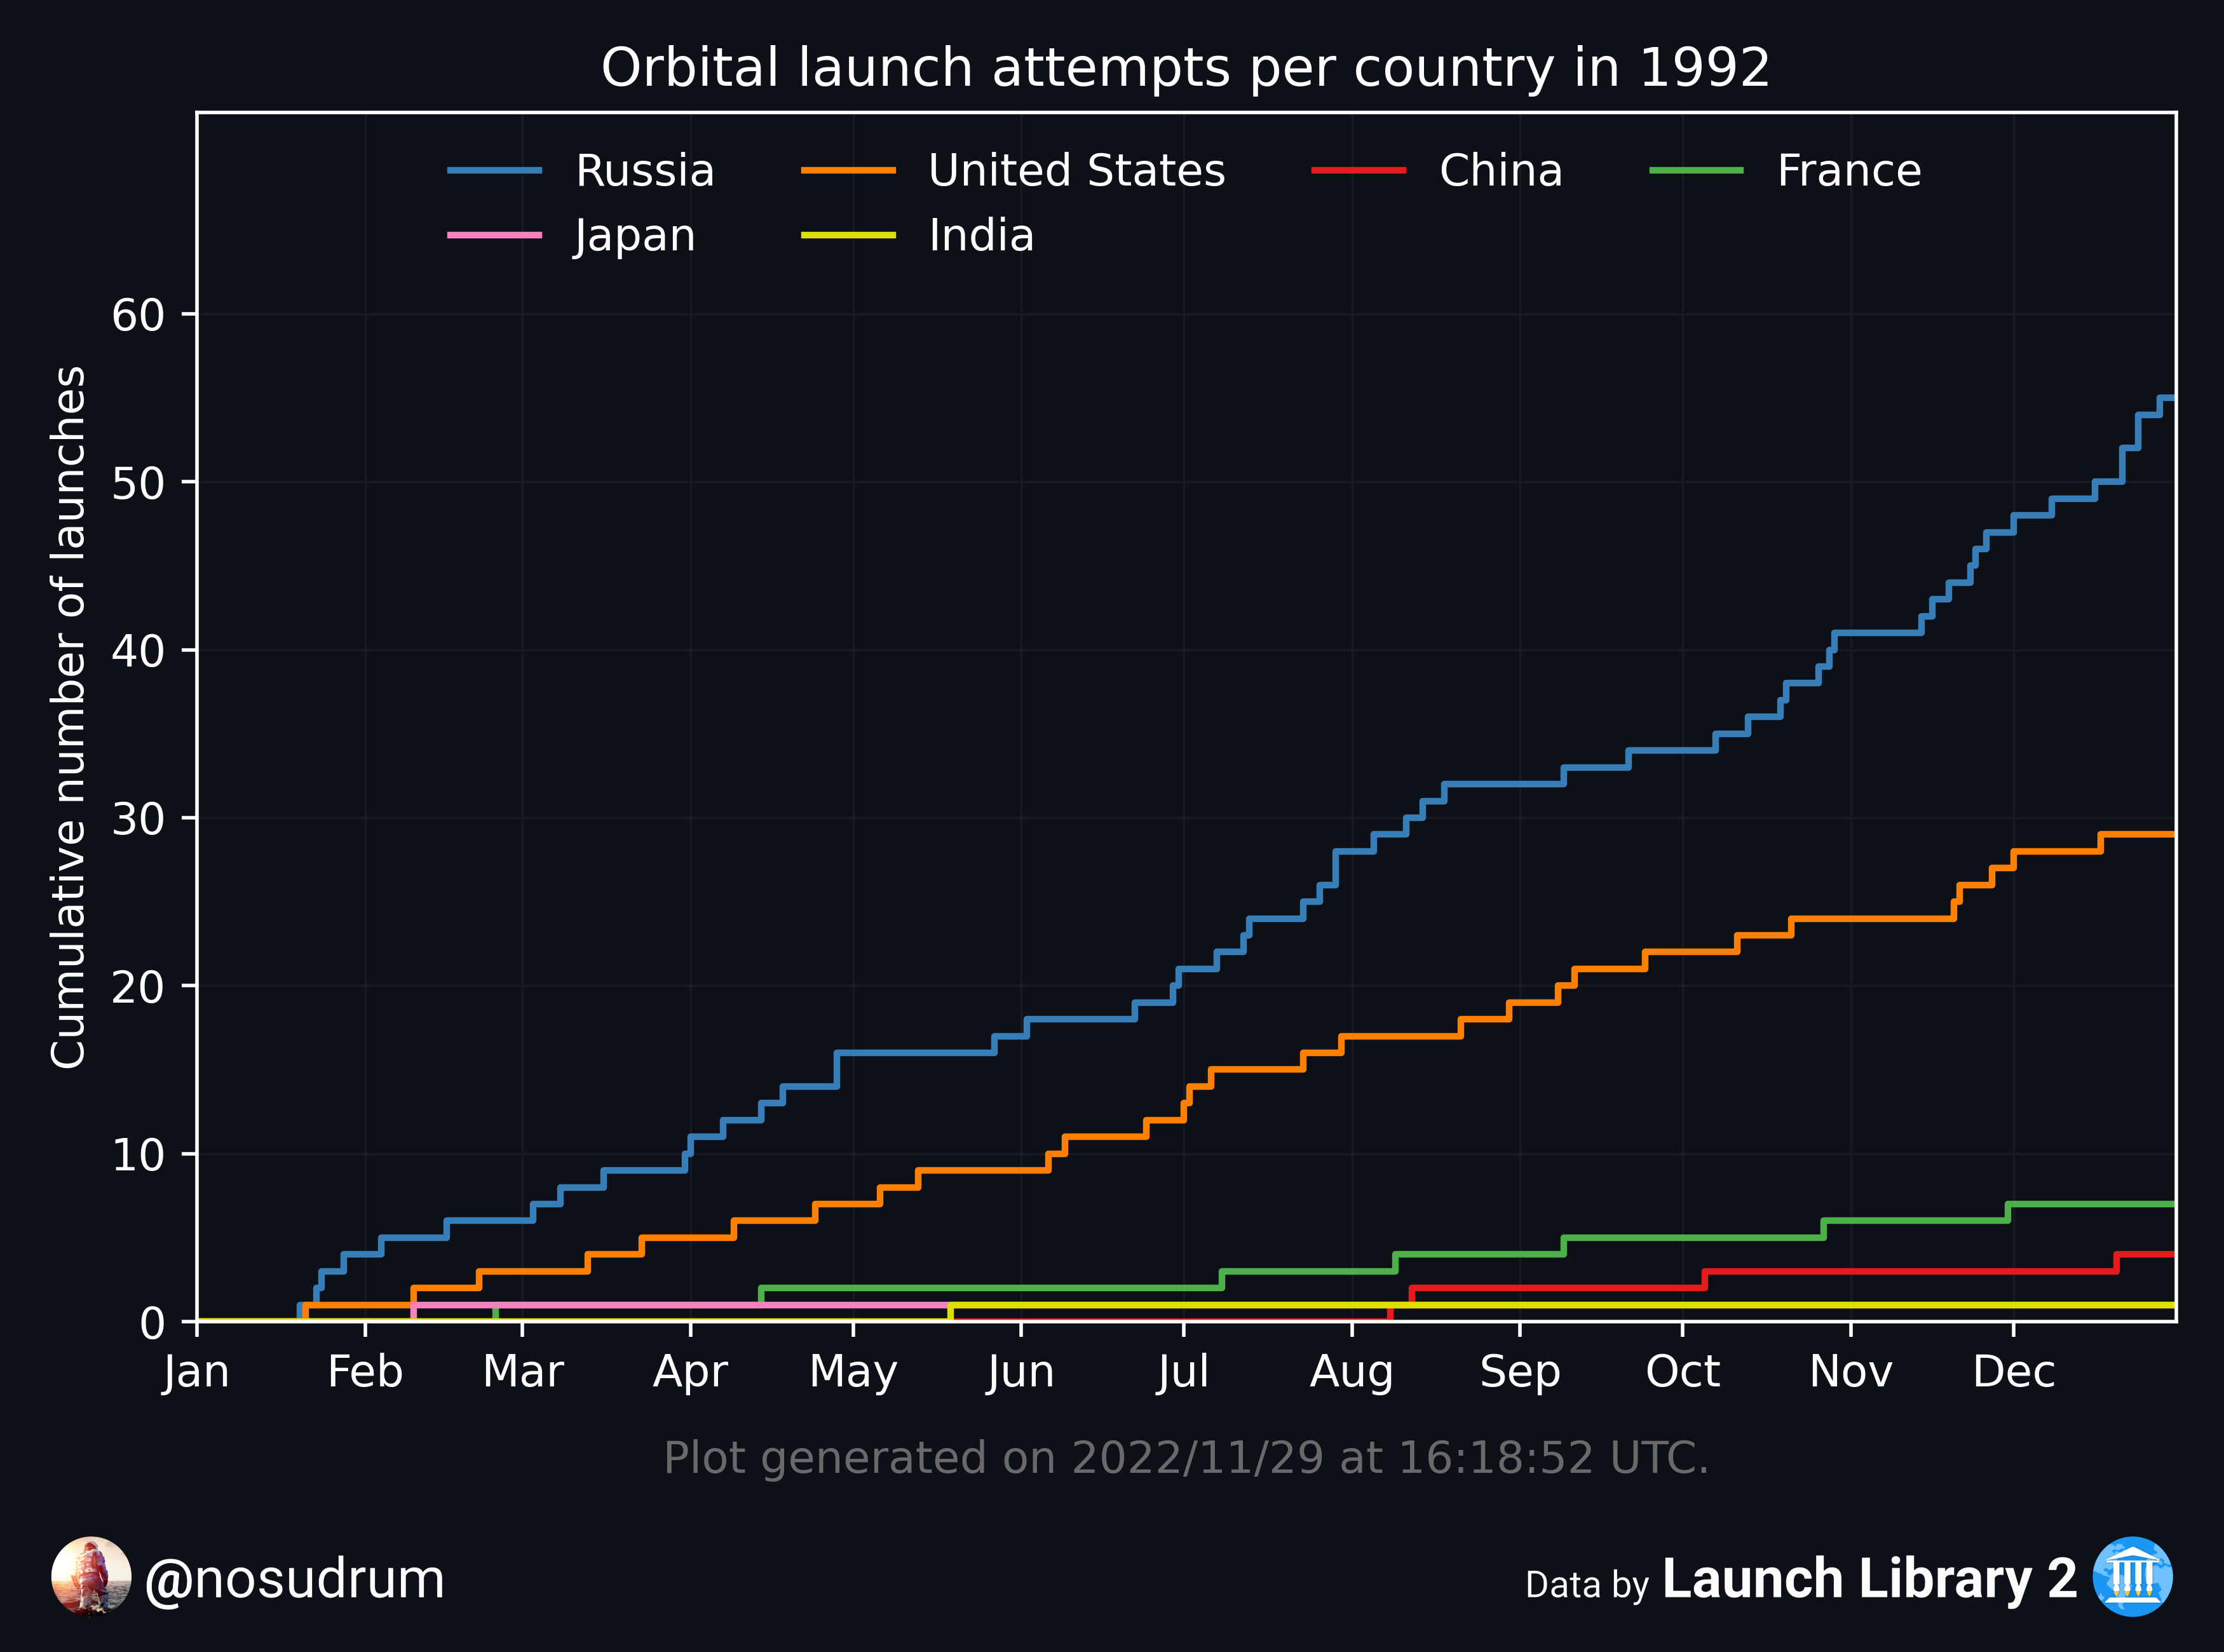 Orbital launch attempts per country in 1992
Russia United States China France
Japan India
Cumulative number of launches
60
50
40
30
20
10
0
Jan Feb Mar Apr May Jun Jul Aug Sep Oct Nov Dec
Plot generated on 2022/11/29 at 16:18:52 UTC.
@nosudrum
Data by Launch Library 2